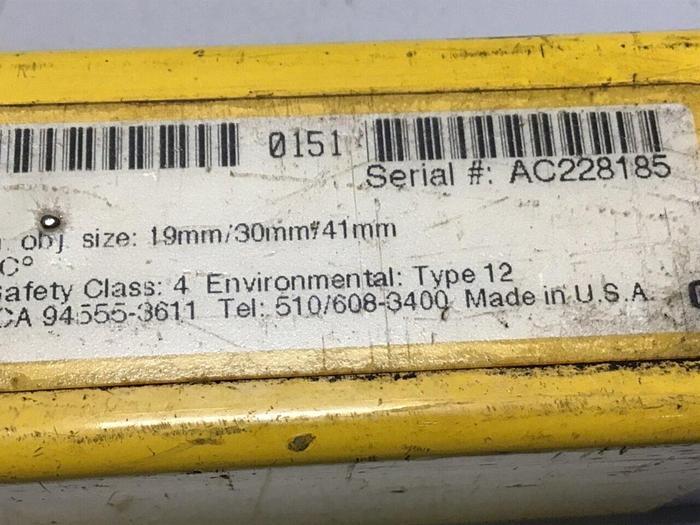 0151
Serial #: AC228185
obj size: 19mm/30mm/41mm
C°
Safety Class: 4 Environmental: Type 12
CA 94555-3611 Tel: 510/608-3400 Made in U.S.A.